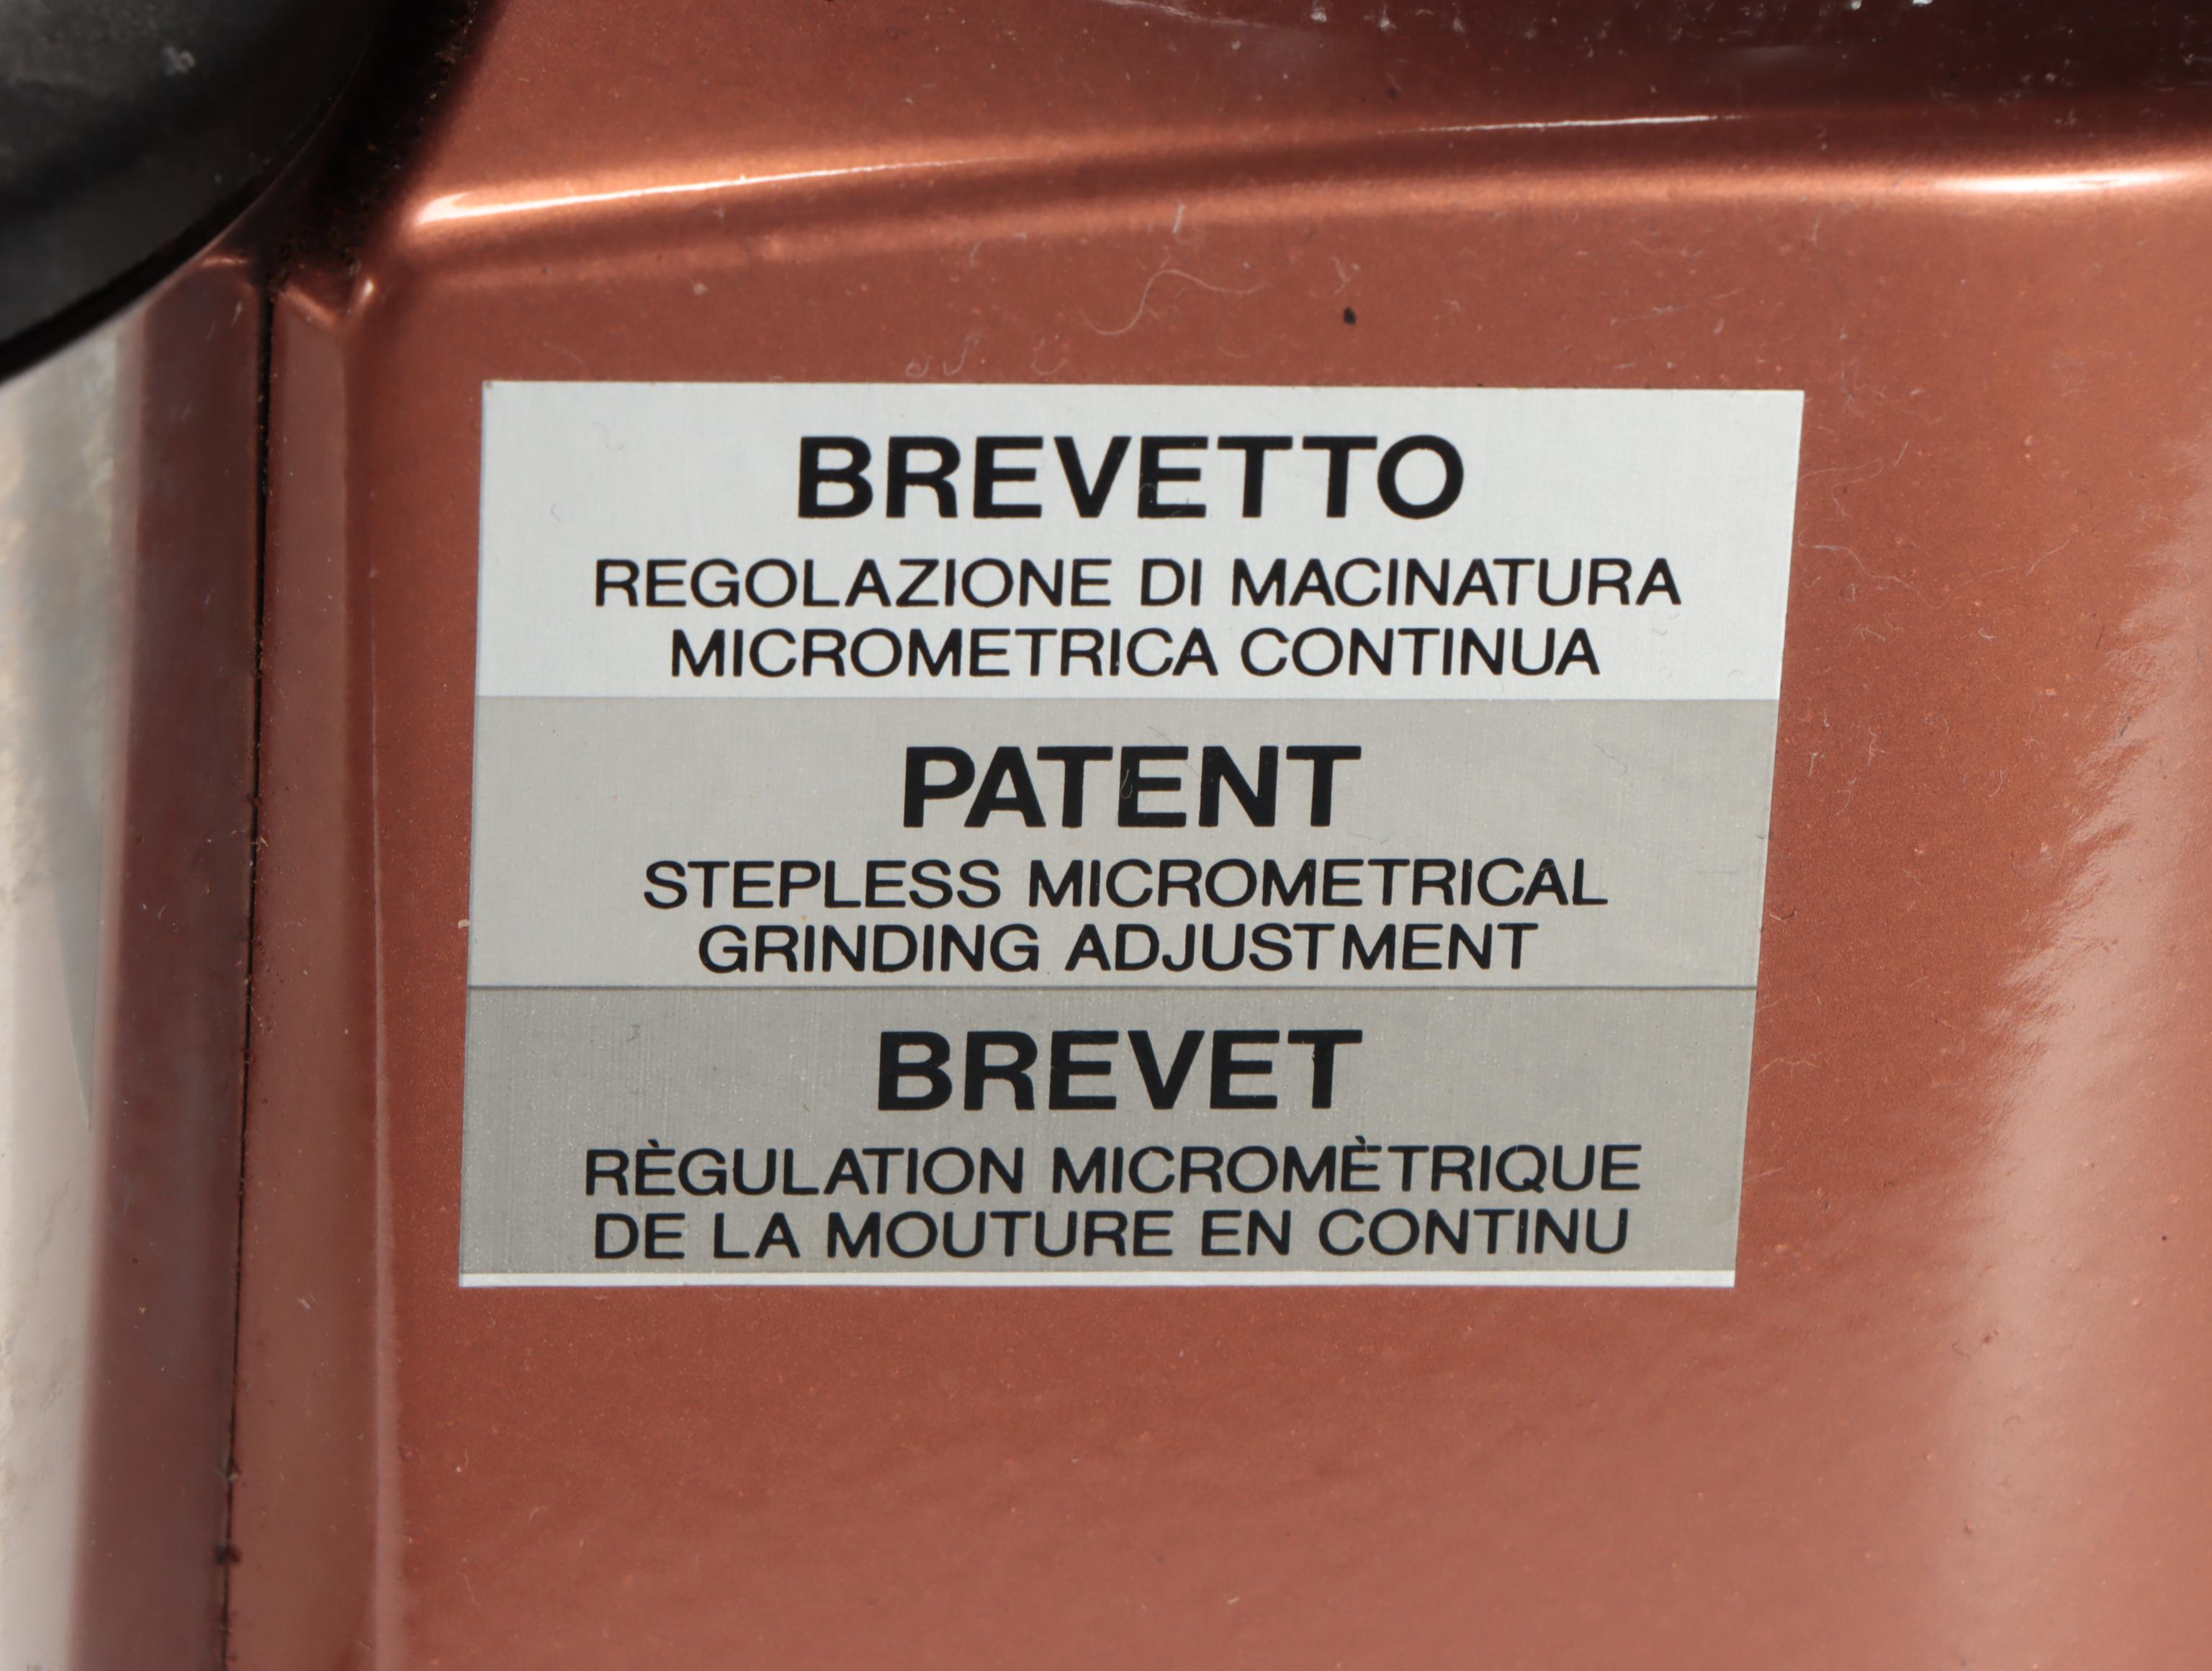 BREVETTO
REGOLAZIONE DI MACINATURA
MICROMETRICA CONTINUA
PATENT
STEPLESS MICROMETRICAL
GRINDING ADJUSTMENT
BREVET
RÈGULATION MICROMÈTRIQUE
DE LA MOUTURE EN CONTINU